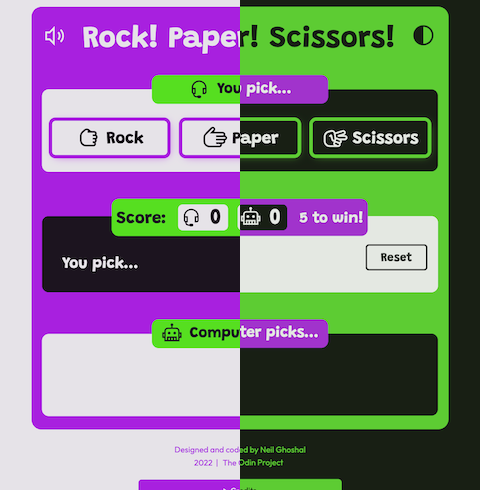 Rock! Paper! Scissors!
You pick...
Rock
Paper
Scissors
Score: 0 0 5 to win!
You pick...
Reset
Computer picks...
Designed and coded by Neil Ghoshal
2022 | The Odin Project
Credits